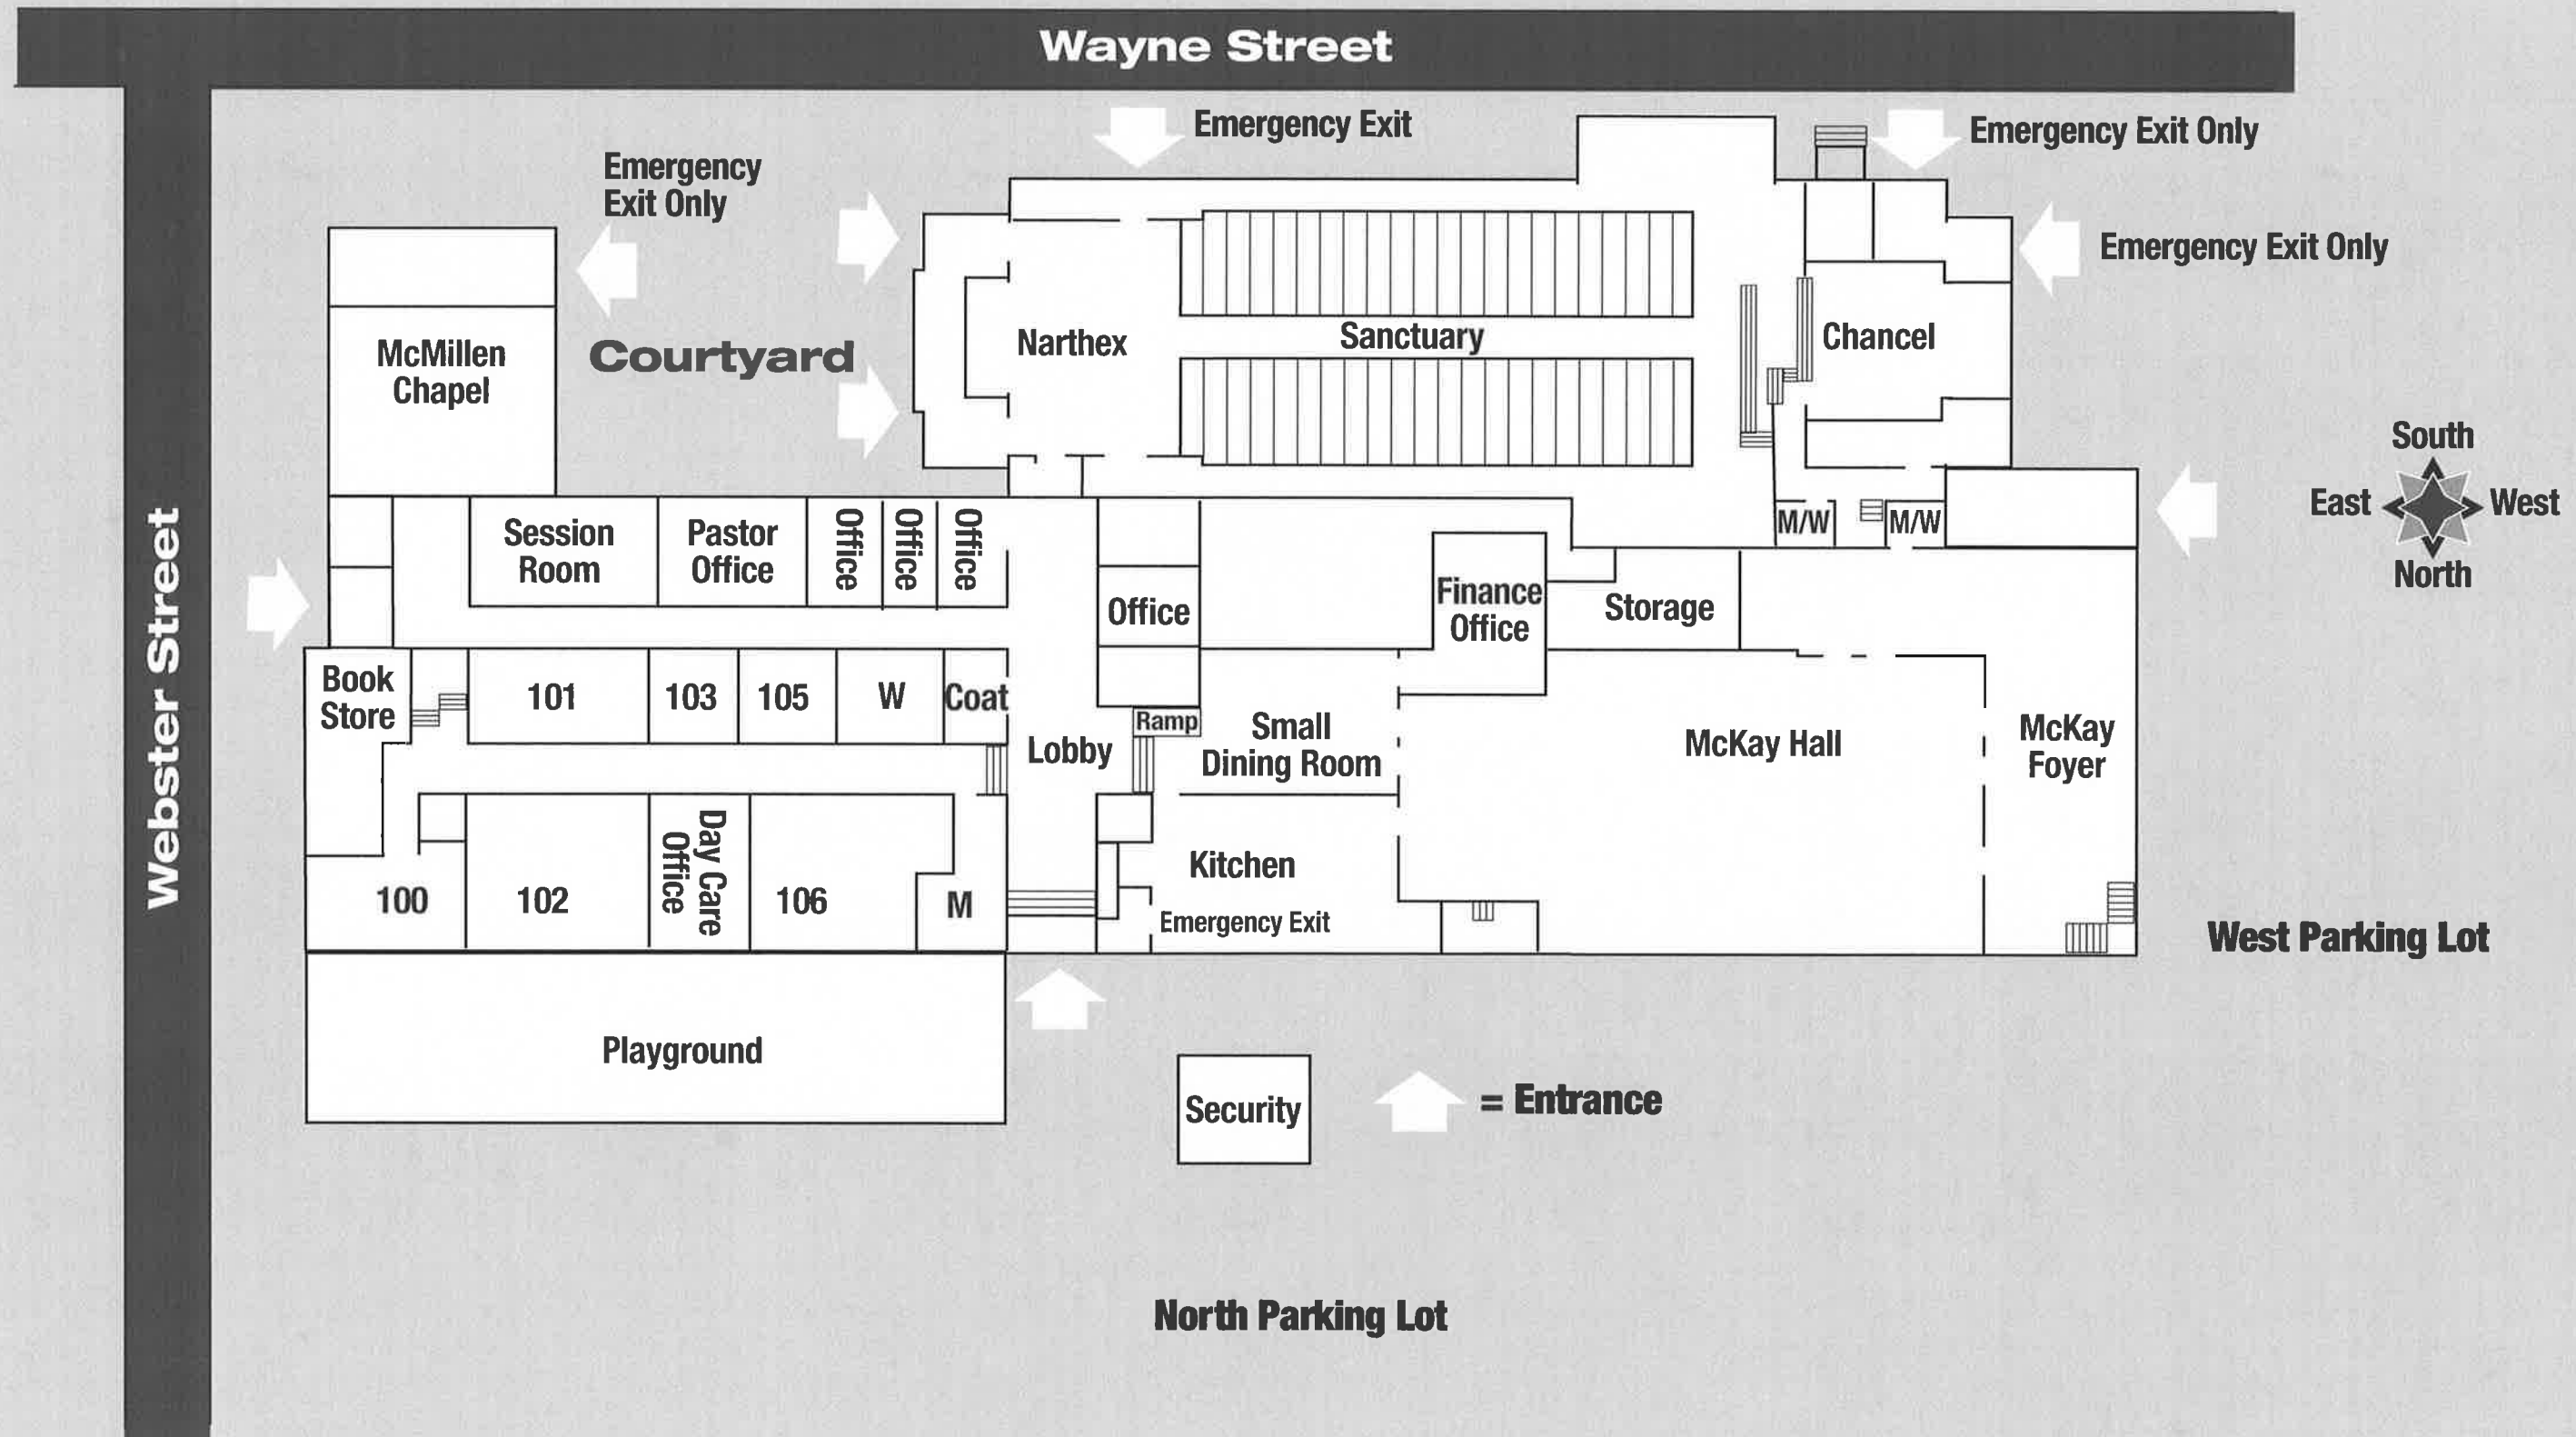 Wayne Street
Emergency Exit
Emergency Exit Only
Emergency
Exit Only
Emergency Exit Only
McMillen
Chapel
Courtyard
Narthex
Sanctuary
Chancel
South
East
West
North
Webster Street
Session
Room
Pastor
Office
Office
Office
Office
Office
Finance
Office
Storage
M/W
M/W
Book
Store
101
103
105
W
Coat
Lobby
Ramp
Small
Dining Room
McKay Hall
McKay
Foyer
100
102
Day Care
Office
106
M
Kitchen
Emergency Exit
West Parking Lot
Playground
Security
= Entrance
North Parking Lot